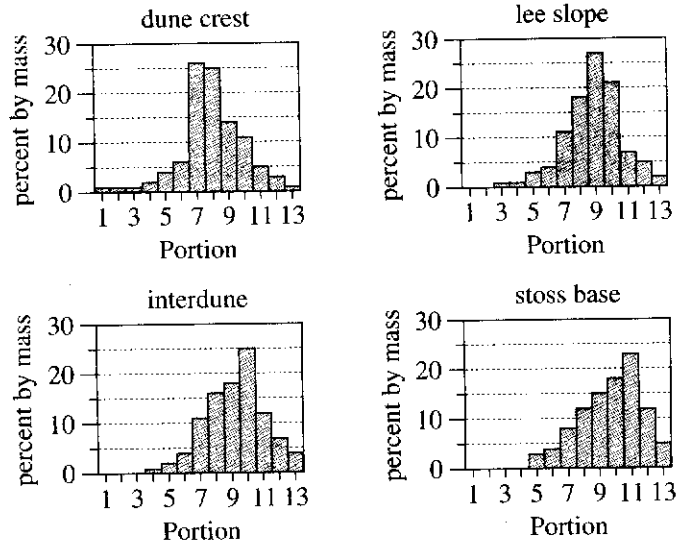 dune crest
percent by mass
30
20
10
0
1 3 5 7 9 11 13
Portion
lee slope
percent by mass
30
20
10
0
1 3 5 7 9 11 13
Portion
interdune
percent by mass
30
20
10
0
1 3 5 7 9 11 13
Portion
stoss base
percent by mass
30
20
10
0
1 3 5 7 9 11 13
Portion